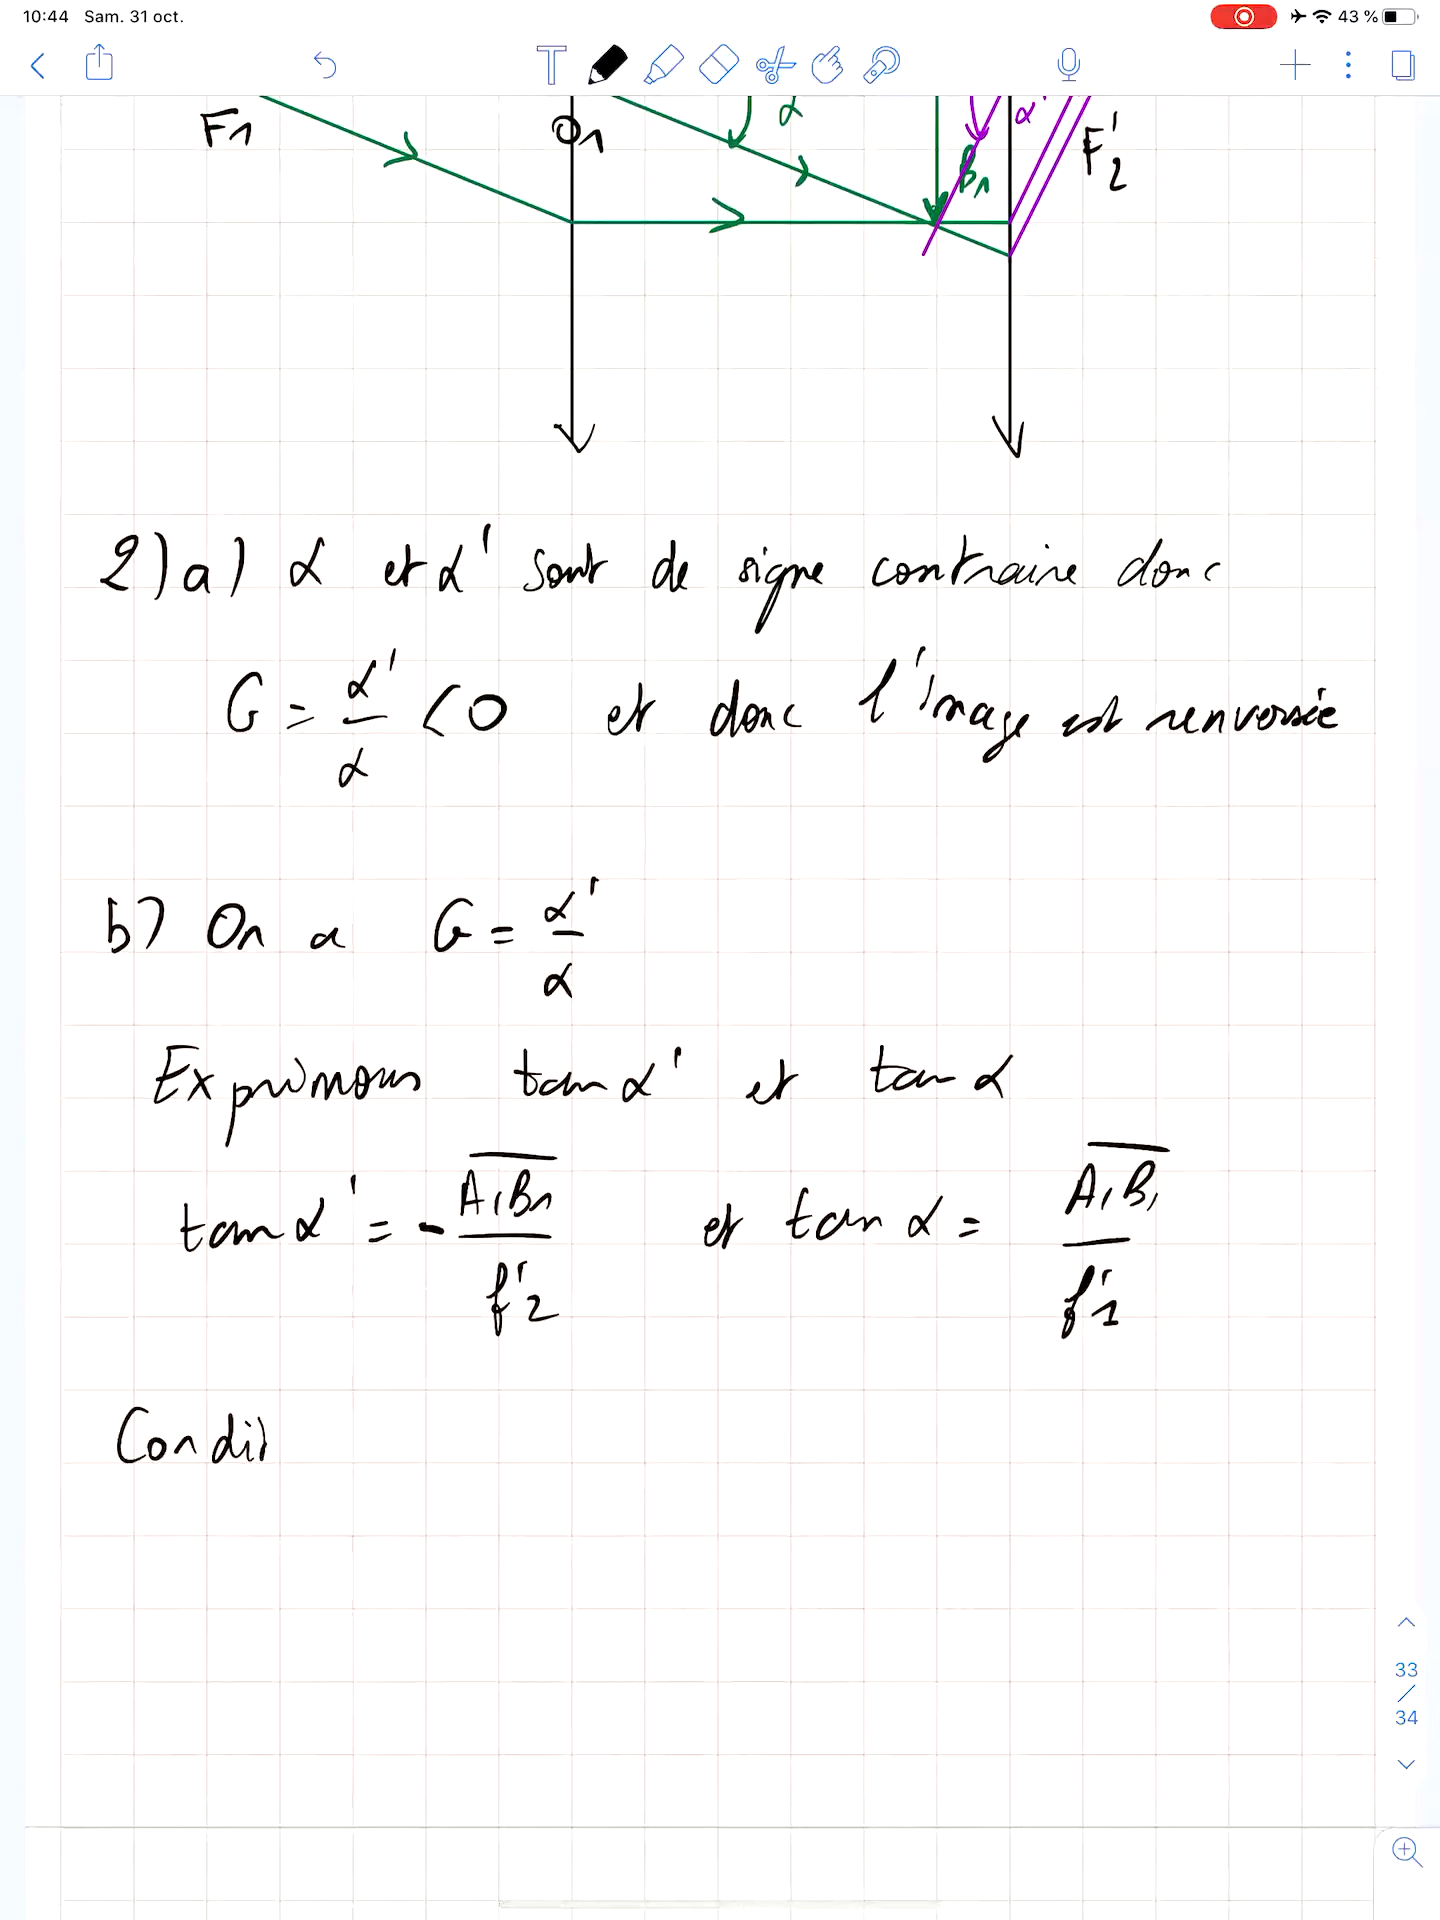 10:44 Sam. 31 oct. 43 %
T
F1 O1 α B1 α' F'2
2) a) α et α' sont de signe contraire donc
G = α'/α < 0 et donc l'image est renversée
b) On a G = α'/α
Exprimons tan α' et tan α
tan α' = - A1B1/f'2 et tan α = A1B1/f'1
Condit
33
/
34